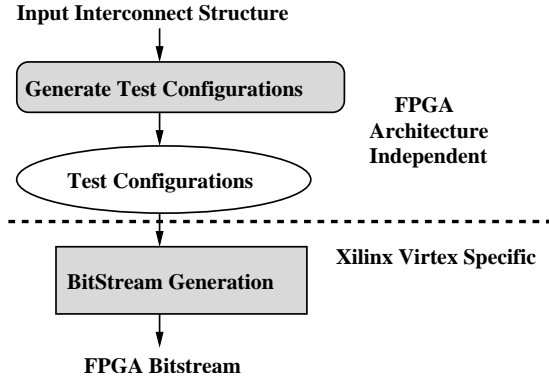 Input Interconnect Structure
Generate Test Configurations
FPGA
Architecture
Independent
Test Configurations
Xilinx Virtex Specific
BitStream Generation
FPGA Bitstream